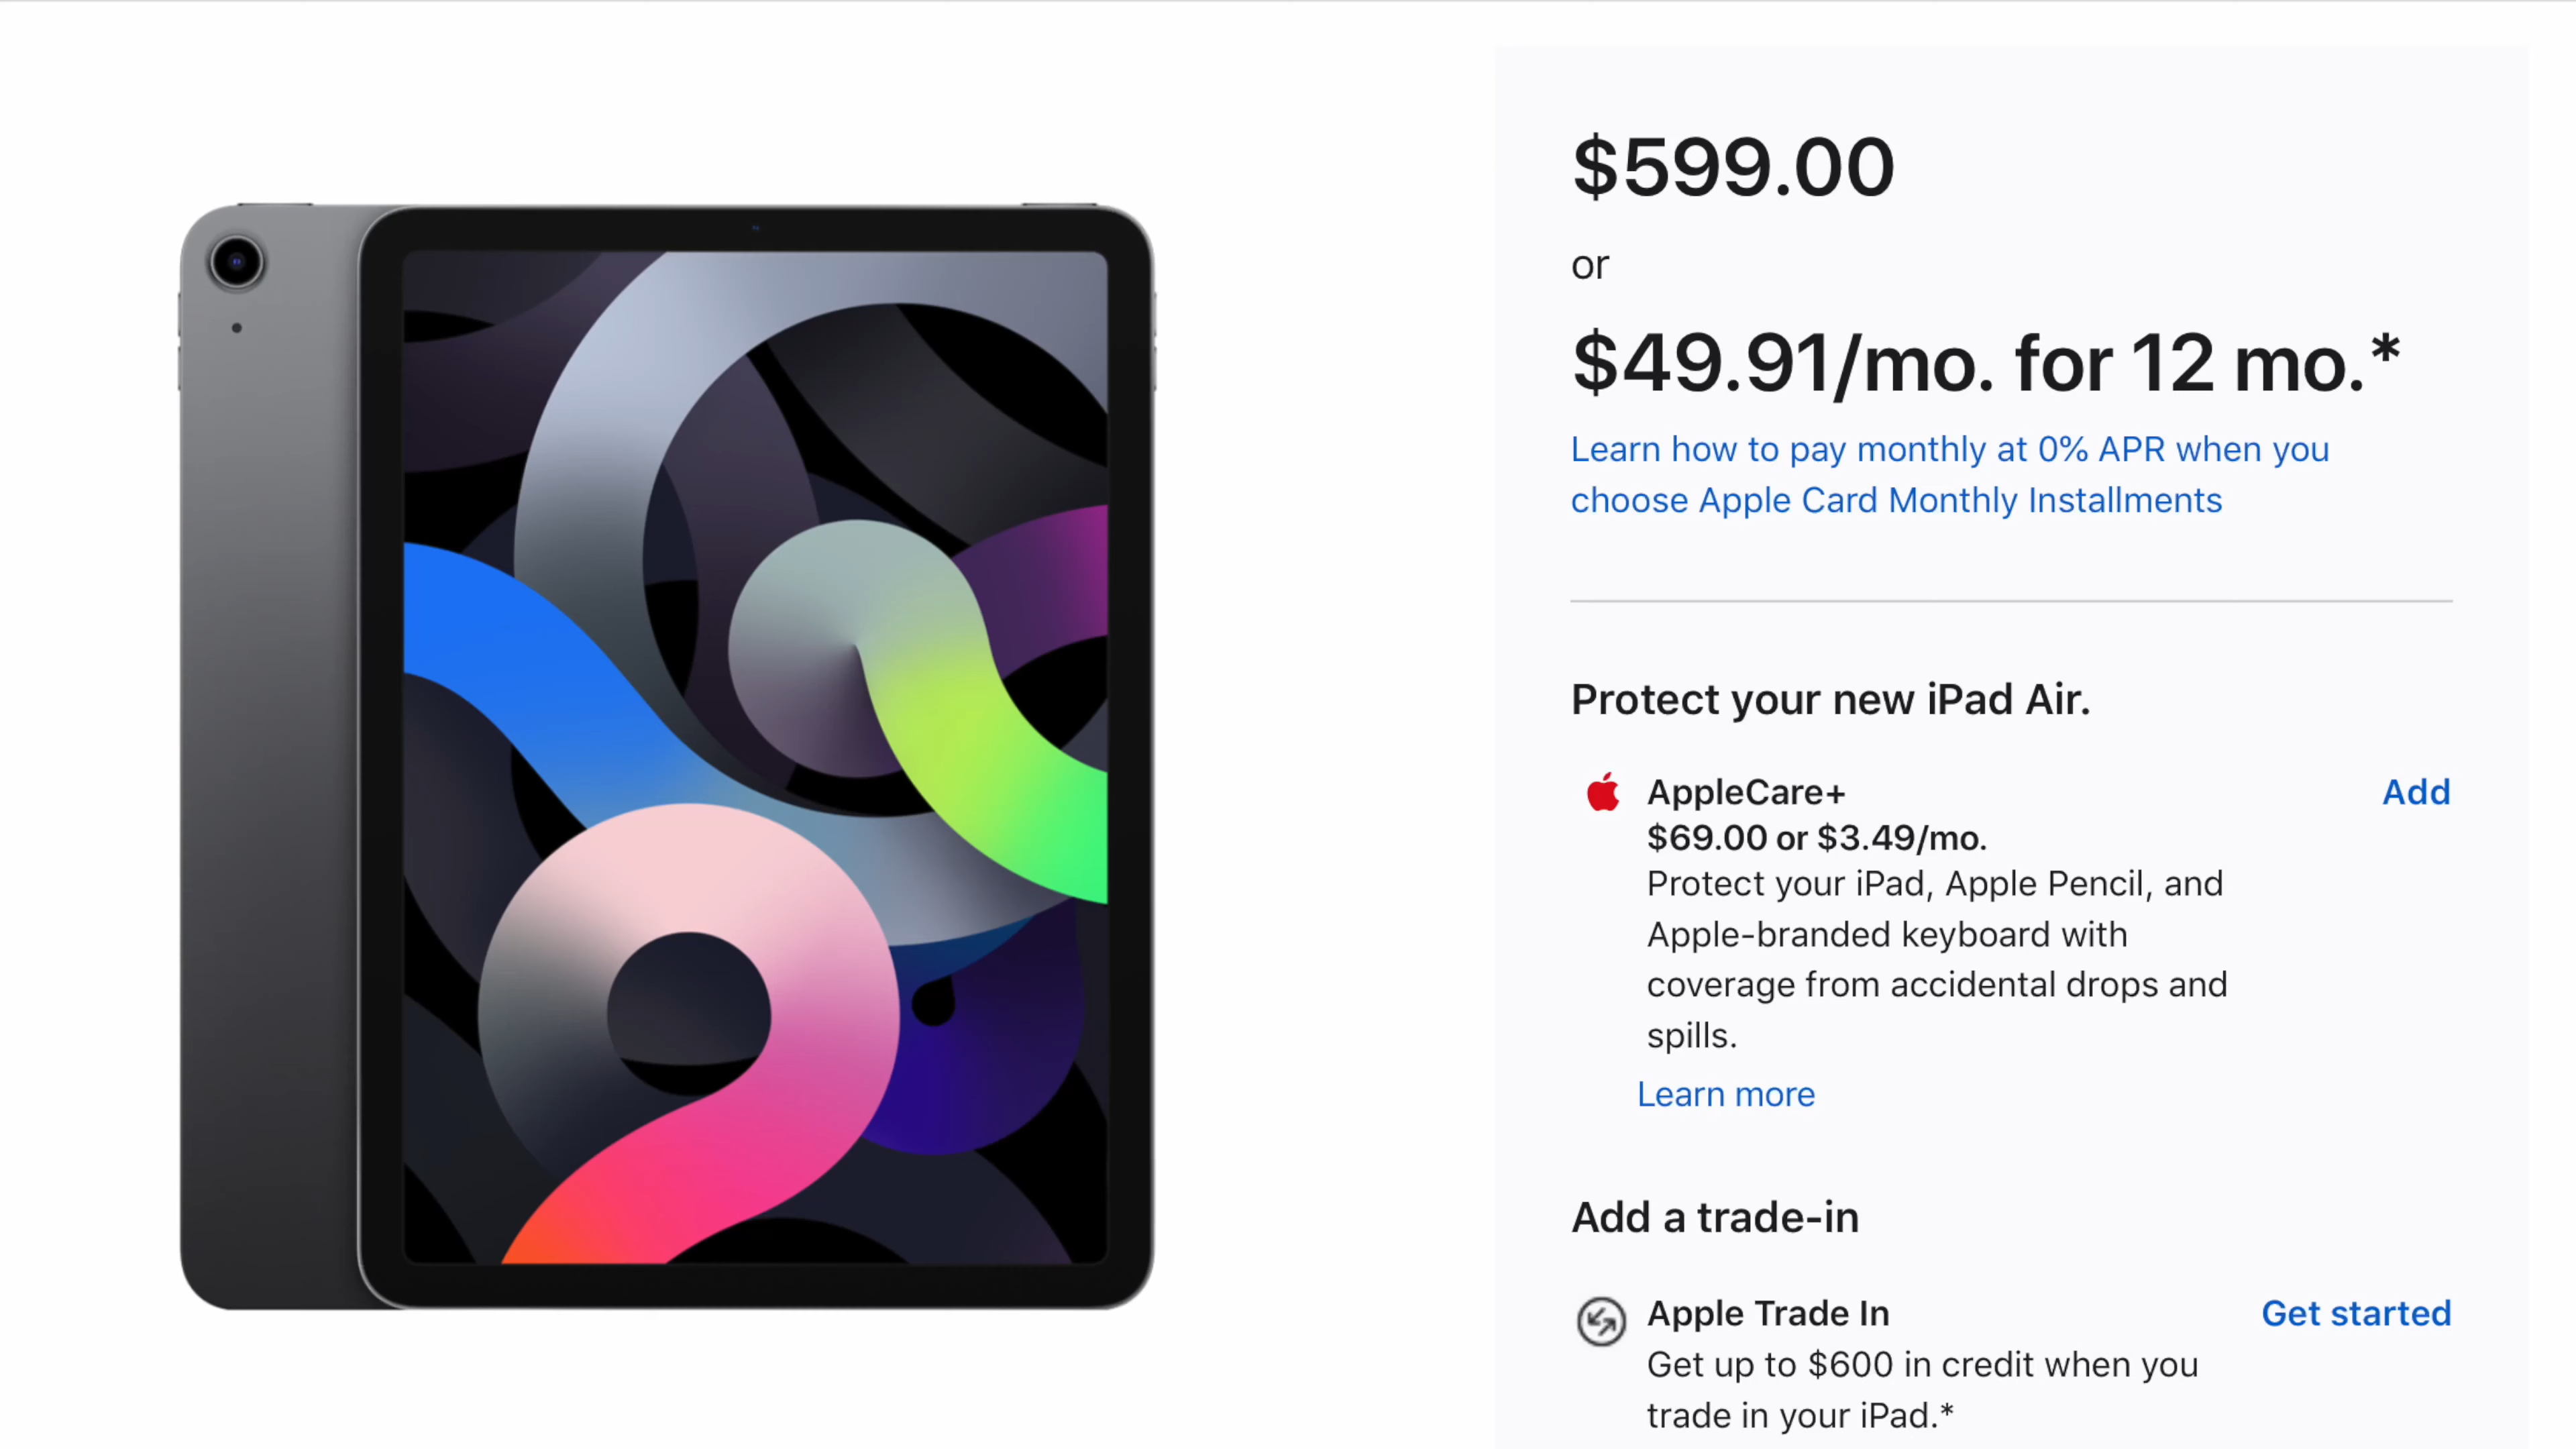 $599.00
or
$49.91/mo. for 12 mo.*
Learn how to pay monthly at 0% APR when you
choose Apple Card Monthly Installments
Protect your new iPad Air.
AppleCare+ Add
$69.00 or $3.49/mo.
Protect your iPad, Apple Pencil, and
Apple-branded keyboard with
coverage from accidental drops and
spills.
Learn more
Add a trade-in
Apple Trade In Get started
Get up to $600 in credit when you
trade in your iPad.*